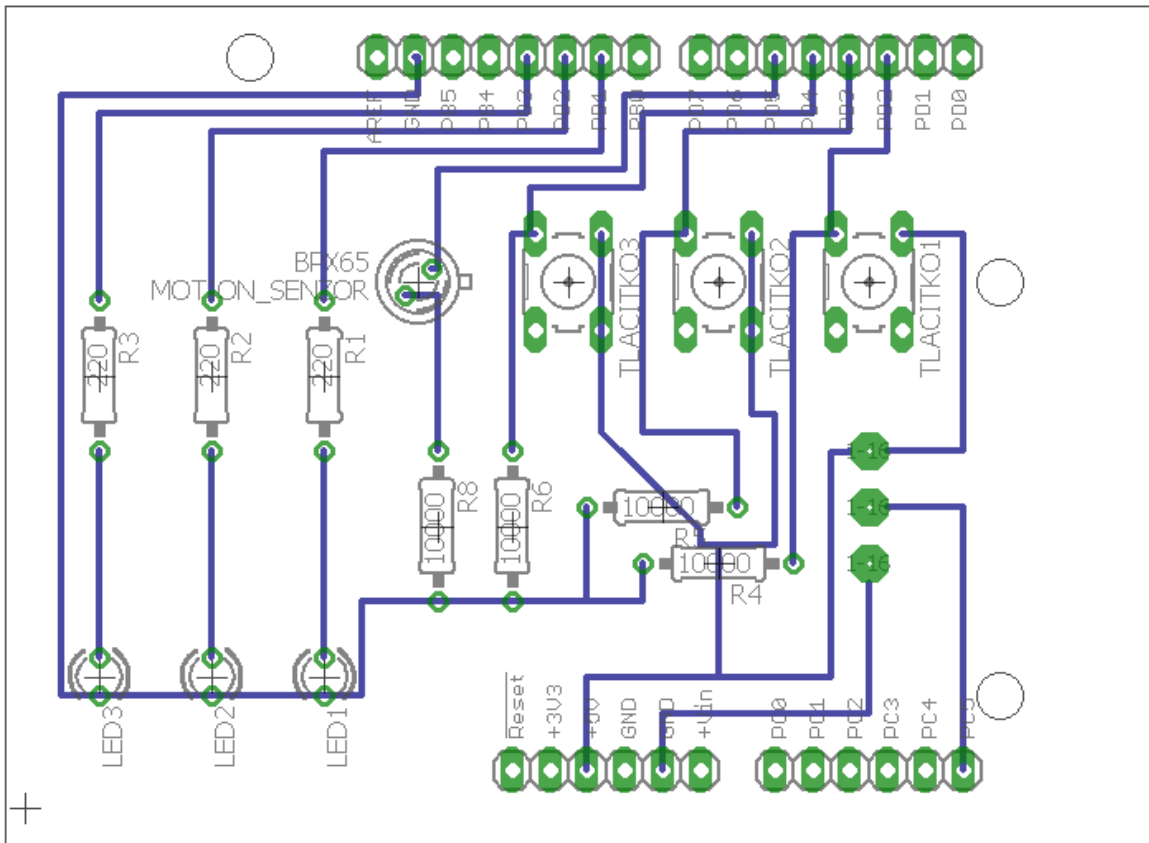 AREF
GND
PB5
PB4
PB3
PB2
PB1
PB0
PD7
PD6
PD5
PD4
PD3
PD2
PD1
PD0
BPX65
MOTION_SENZOR
TLACITKO3
TLACITKO2
TLACITKO1
220
R3
220
R2
220
R1
1-16
1-16
1-16
10000
R8
10000
R6
10000
R5
10000
R4
LED3
LED2
LED1
Reset
+3V3
+5V
GND
GND
+Vin
PC0
PC1
PC2
PC3
PC4
PC5